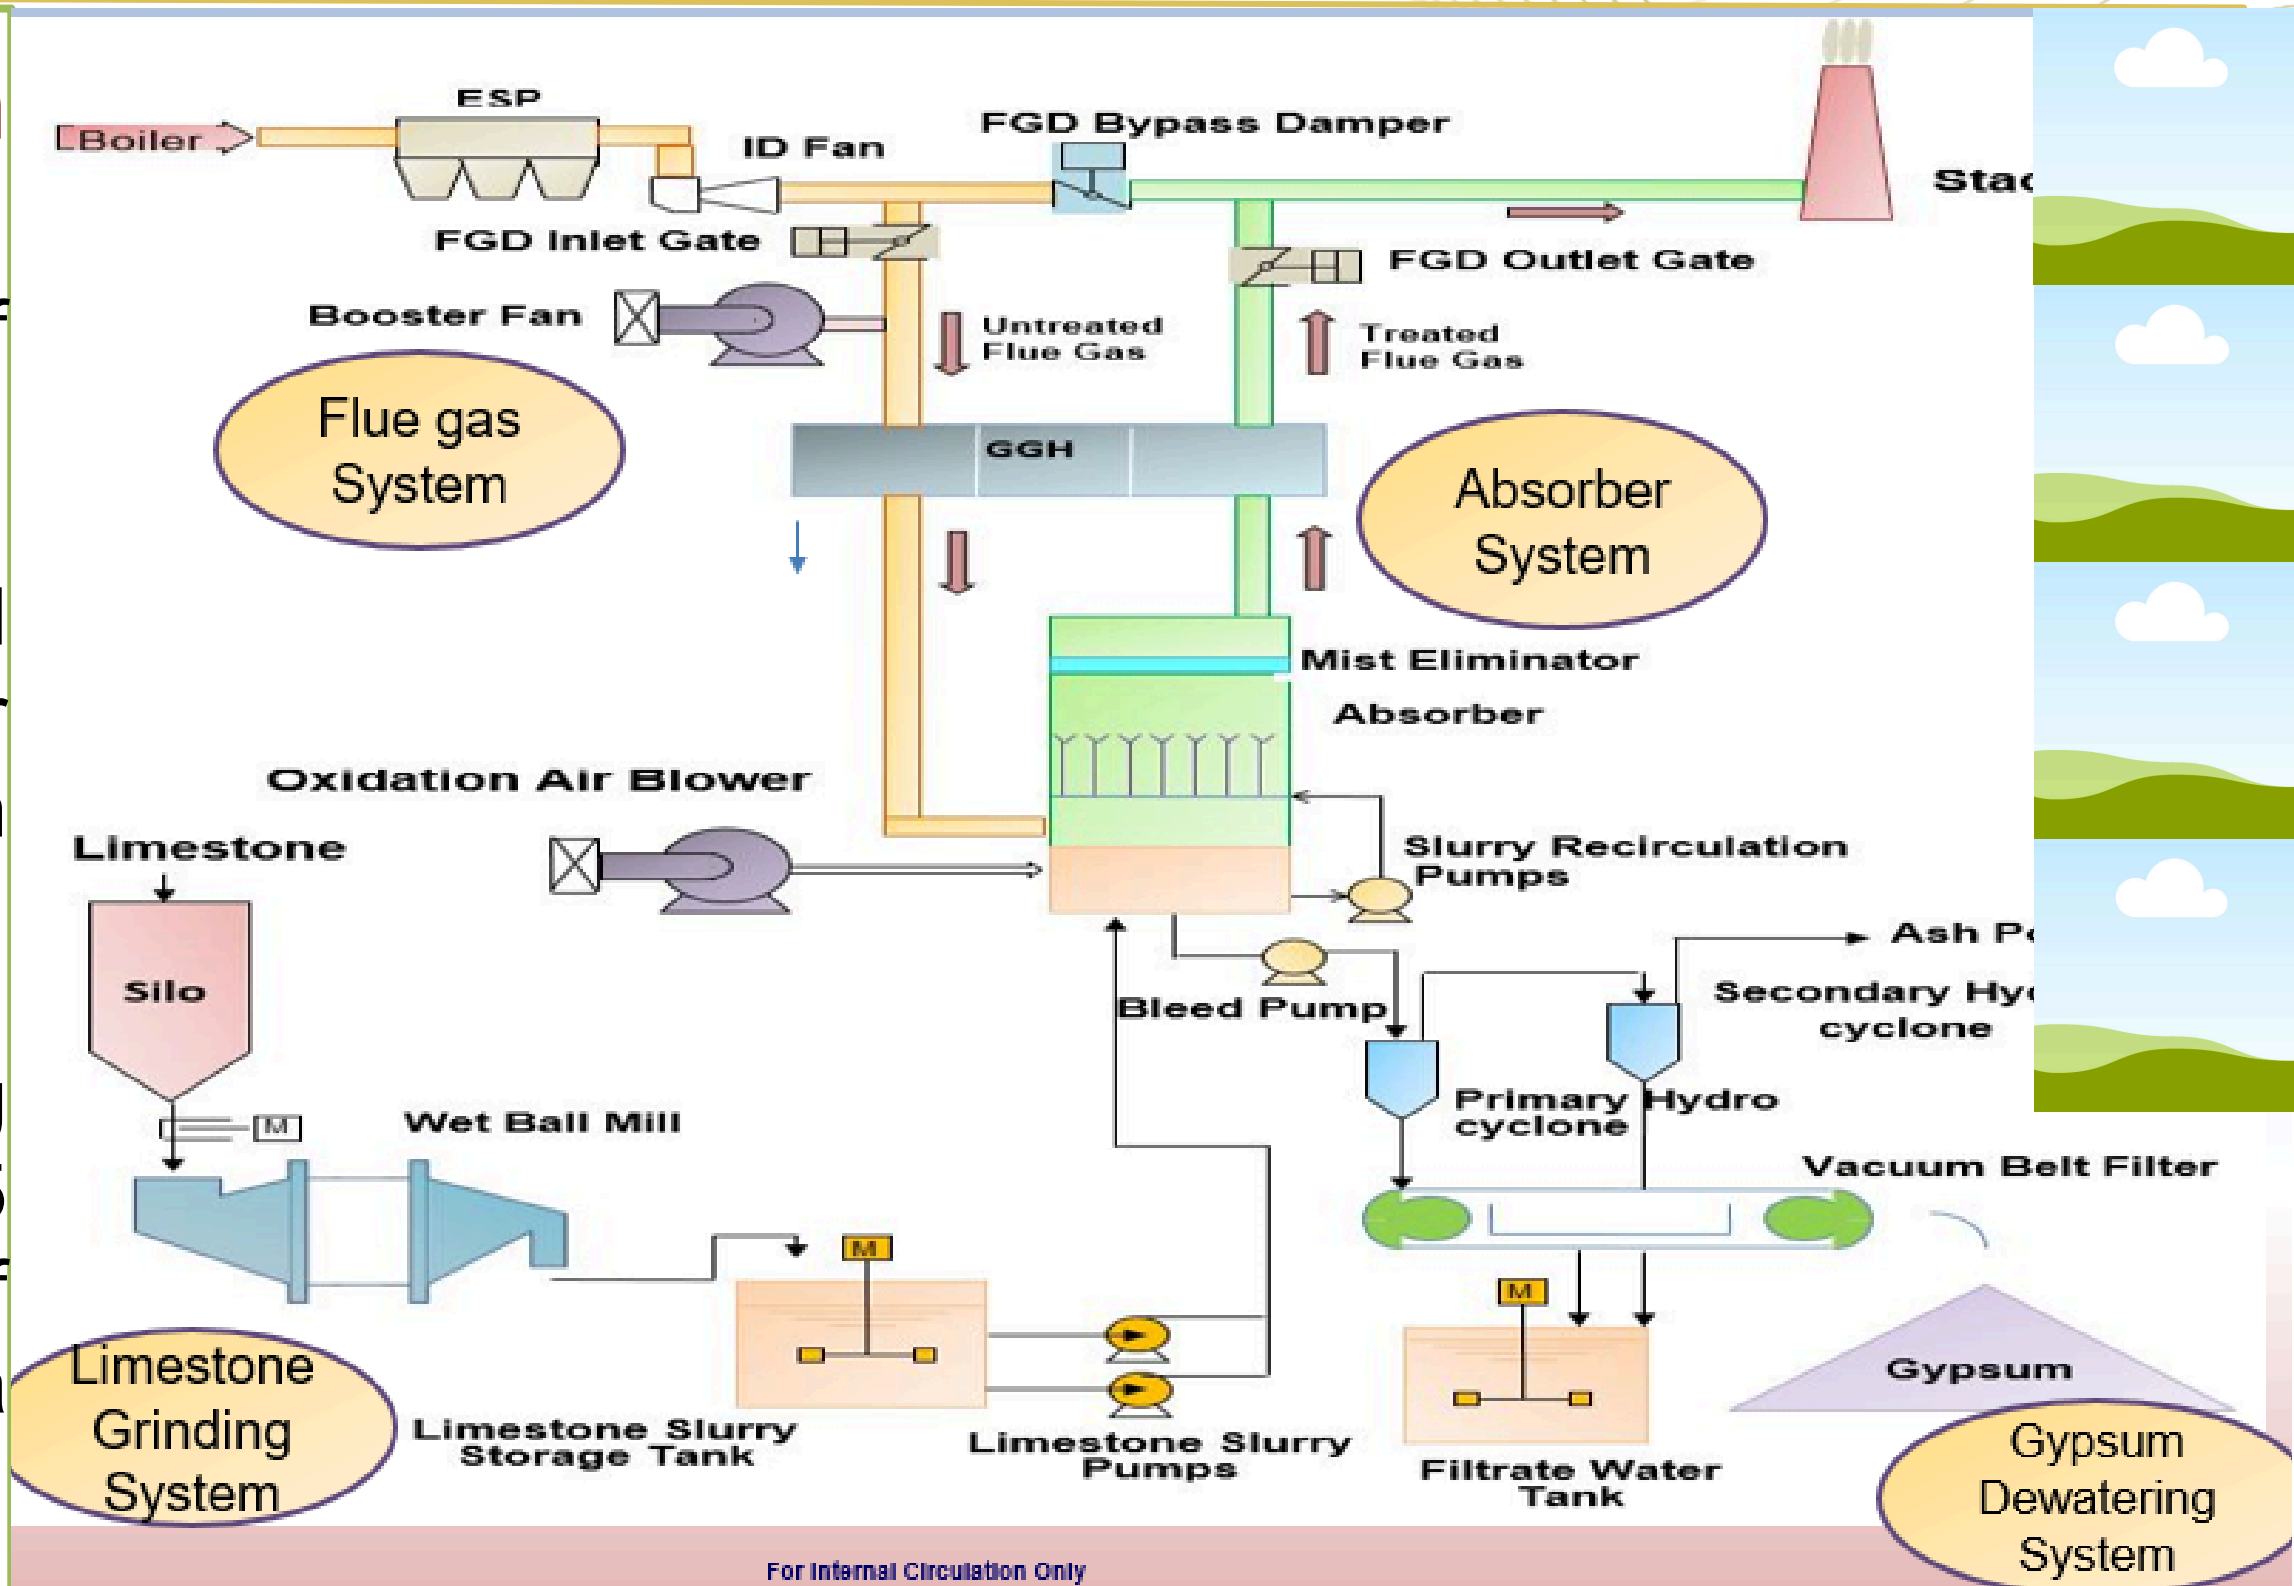 ESP
Boiler
ID Fan
FGD Bypass Damper
FGD Inlet Gate
FGD Outlet Gate
Booster Fan
Untreated
Flue Gas
Treated
Flue Gas
Flue gas
System
GGH
Absorber
System
Mist Eliminator
Absorber
Oxidation Air Blower
Limestone
Slurry Recirculation
Pumps
Silo
Ash
Bleed Pump
Secondary
cyclone
Primary Hydro
cyclone
M
Wet Ball Mill
Vacuum Belt Filter
M
M
Gypsum
Limestone
Grinding
System
Limestone Slurry
Storage Tank
Limestone Slurry
Pumps
Filtrate Water
Tank
Gypsum
Dewatering
System
For Internal Circulation Only